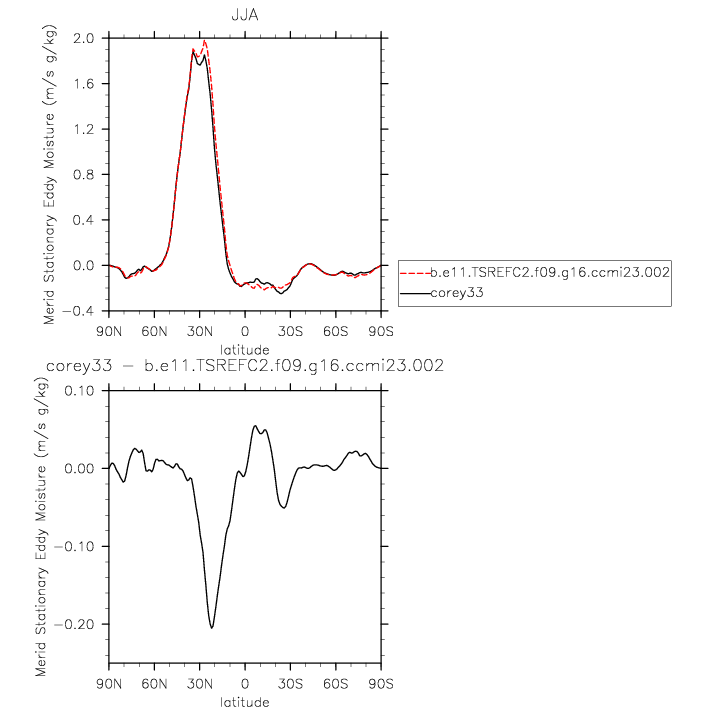 JJA
Merid Stationary Eddy Moisture (m/s g/kg)
2.0
1.6
1.2
0.8
0.4
0.0
−0.4
90N 60N 30N 0 30S 60S 90S
latitude
b.e11.TSREFC2.f09.g16.ccmi23.002
corey33
corey33 − b.e11.TSREFC2.f09.g16.ccmi23.002
Merid Stationary Eddy Moisture (m/s g/kg)
0.10
0.00
−0.10
−0.20
90N 60N 30N 0 30S 60S 90S
latitude